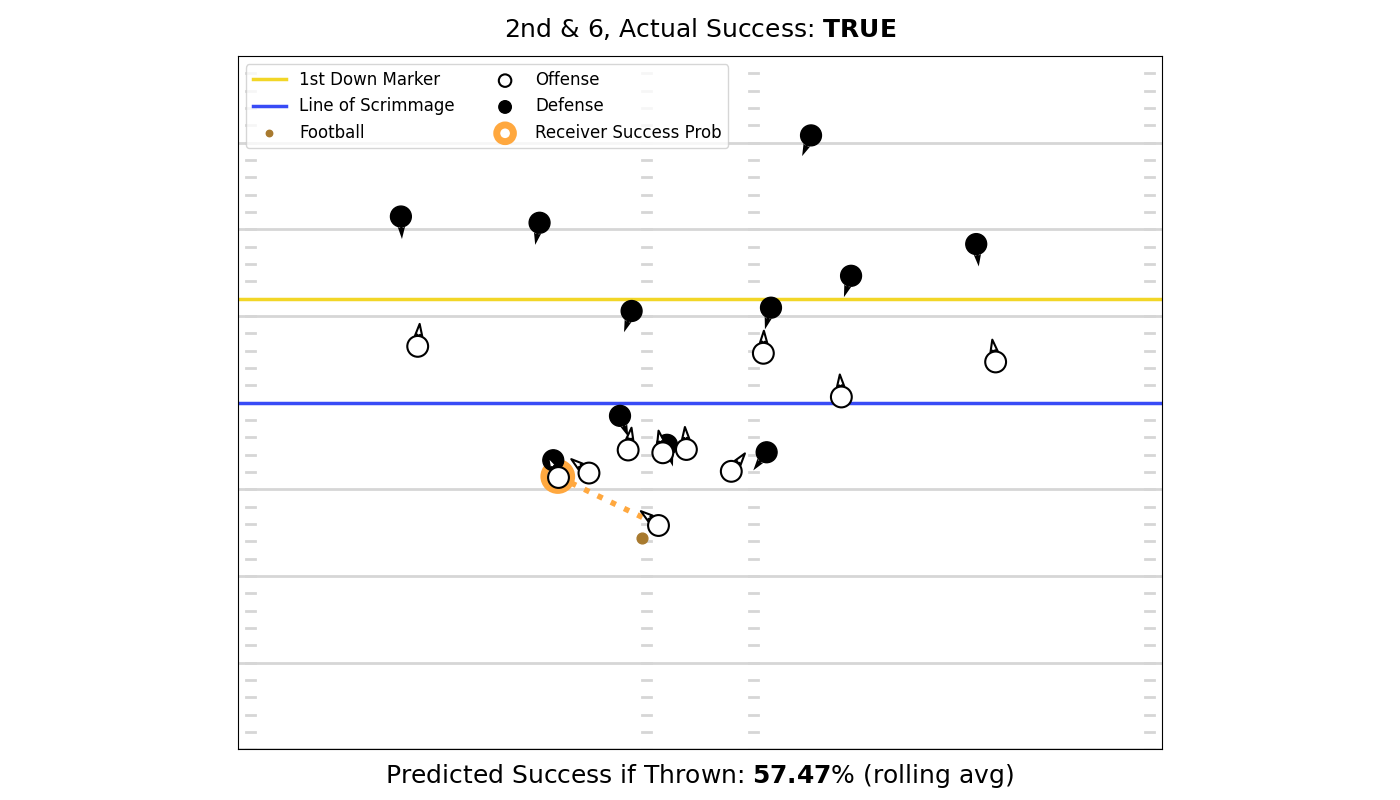 2nd & 6, Actual Success: TRUE
1st Down Marker
Line of Scrimmage
Football
Offense
Defense
Receiver Success Prob
Predicted Success if Thrown: 57.47% (rolling avg)